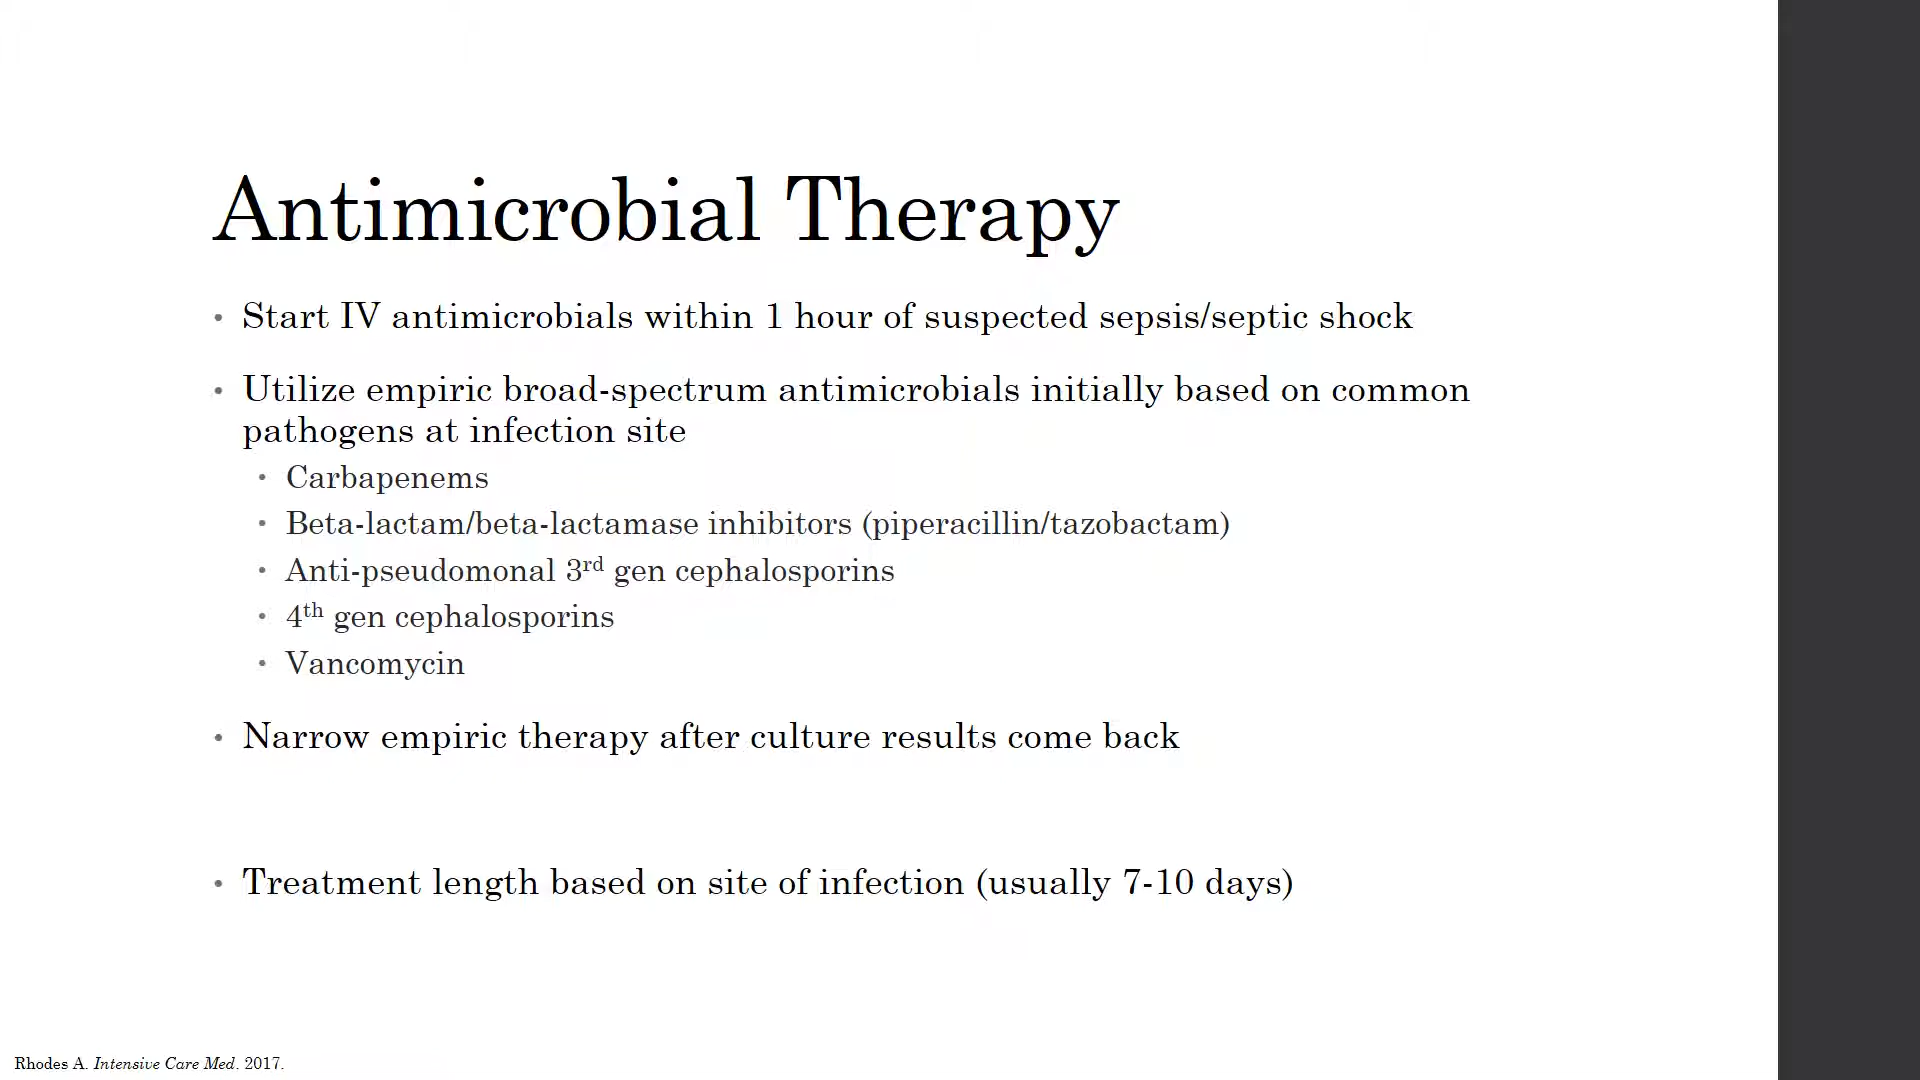 Antimicrobial Therapy
• Start IV antimicrobials within 1 hour of suspected sepsis/septic shock
• Utilize empiric broad-spectrum antimicrobials initially based on common
pathogens at infection site
• Carbapenems
• Beta-lactam/beta-lactamase inhibitors (piperacillin/tazobactam)
• Anti-pseudomonal 3rd gen cephalosporins
• 4th gen cephalosporins
• Vancomycin
• Narrow empiric therapy after culture results come back
• Treatment length based on site of infection (usually 7-10 days)
Rhodes A. Intensive Care Med. 2017.